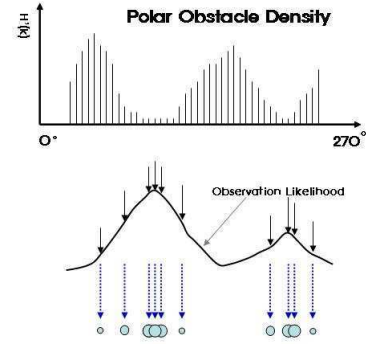 Polar Obstacle Density
H'(k)
0°
270°
Observation Likelihood